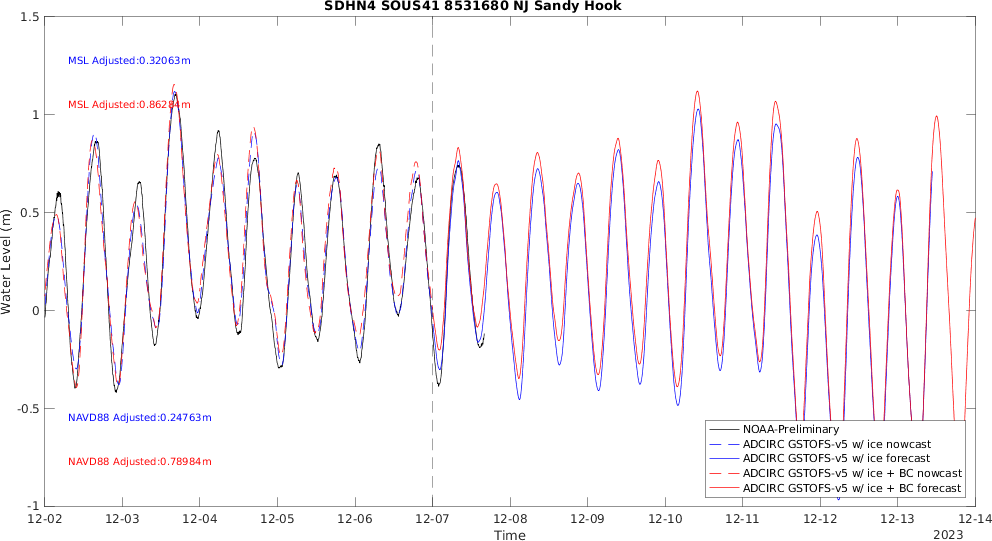 SDHN4 SOUS41 8531680 NJ Sandy Hook
1.5
MSL Adjusted:0.32063m
MSL Adjusted:0.86284m
1
0.5
Water Level (m)
0
-0.5
NAVD88 Adjusted:0.24763m
NAVD88 Adjusted:0.78984m
NOAA-Preliminary
ADCIRC GSTOFS-v5 w/ ice nowcast
ADCIRC GSTOFS-v5 w/ ice forecast
ADCIRC GSTOFS-v5 w/ ice + BC nowcast
ADCIRC GSTOFS-v5 w/ ice + BC forecast
-1
12-02 12-03 12-04 12-05 12-06 12-07 12-08 12-09 12-10 12-11 12-12 12-13 12-14
Time
2023